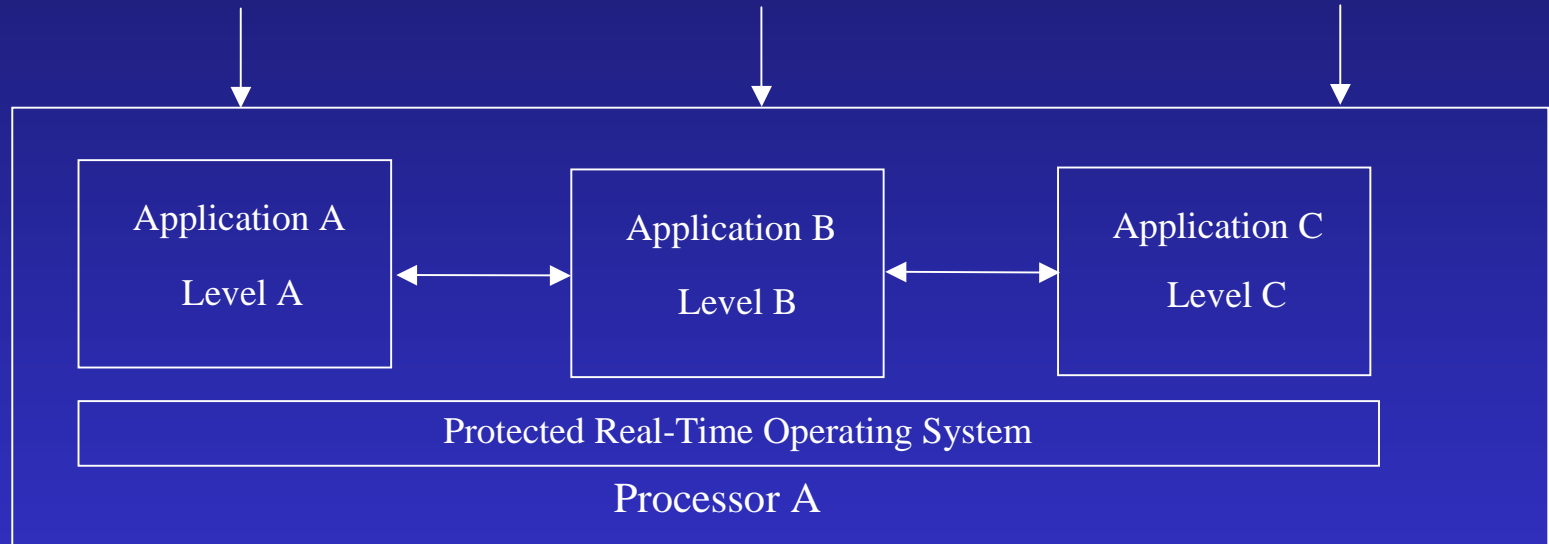 Application A
Level A
Application B
Level B
Application C
Level C
Protected Real-Time Operating System
Processor A